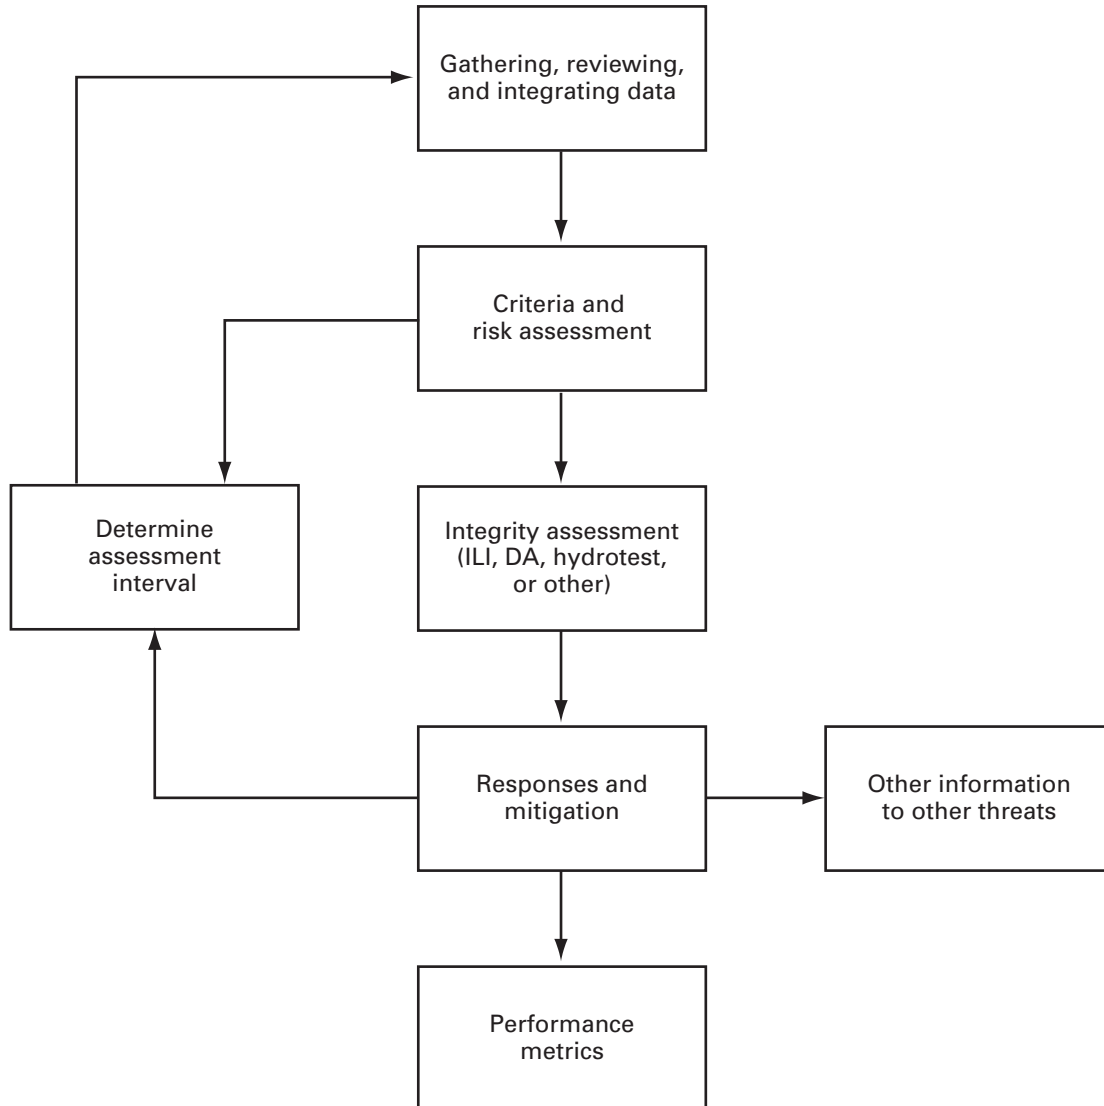 Gathering, reviewing,
and integrating data
Criteria and
risk assessment
Determine
assessment
interval
Integrity assessment
(ILI, DA, hydrotest,
or other)
Responses and
mitigation
Other information
to other threats
Performance
metrics